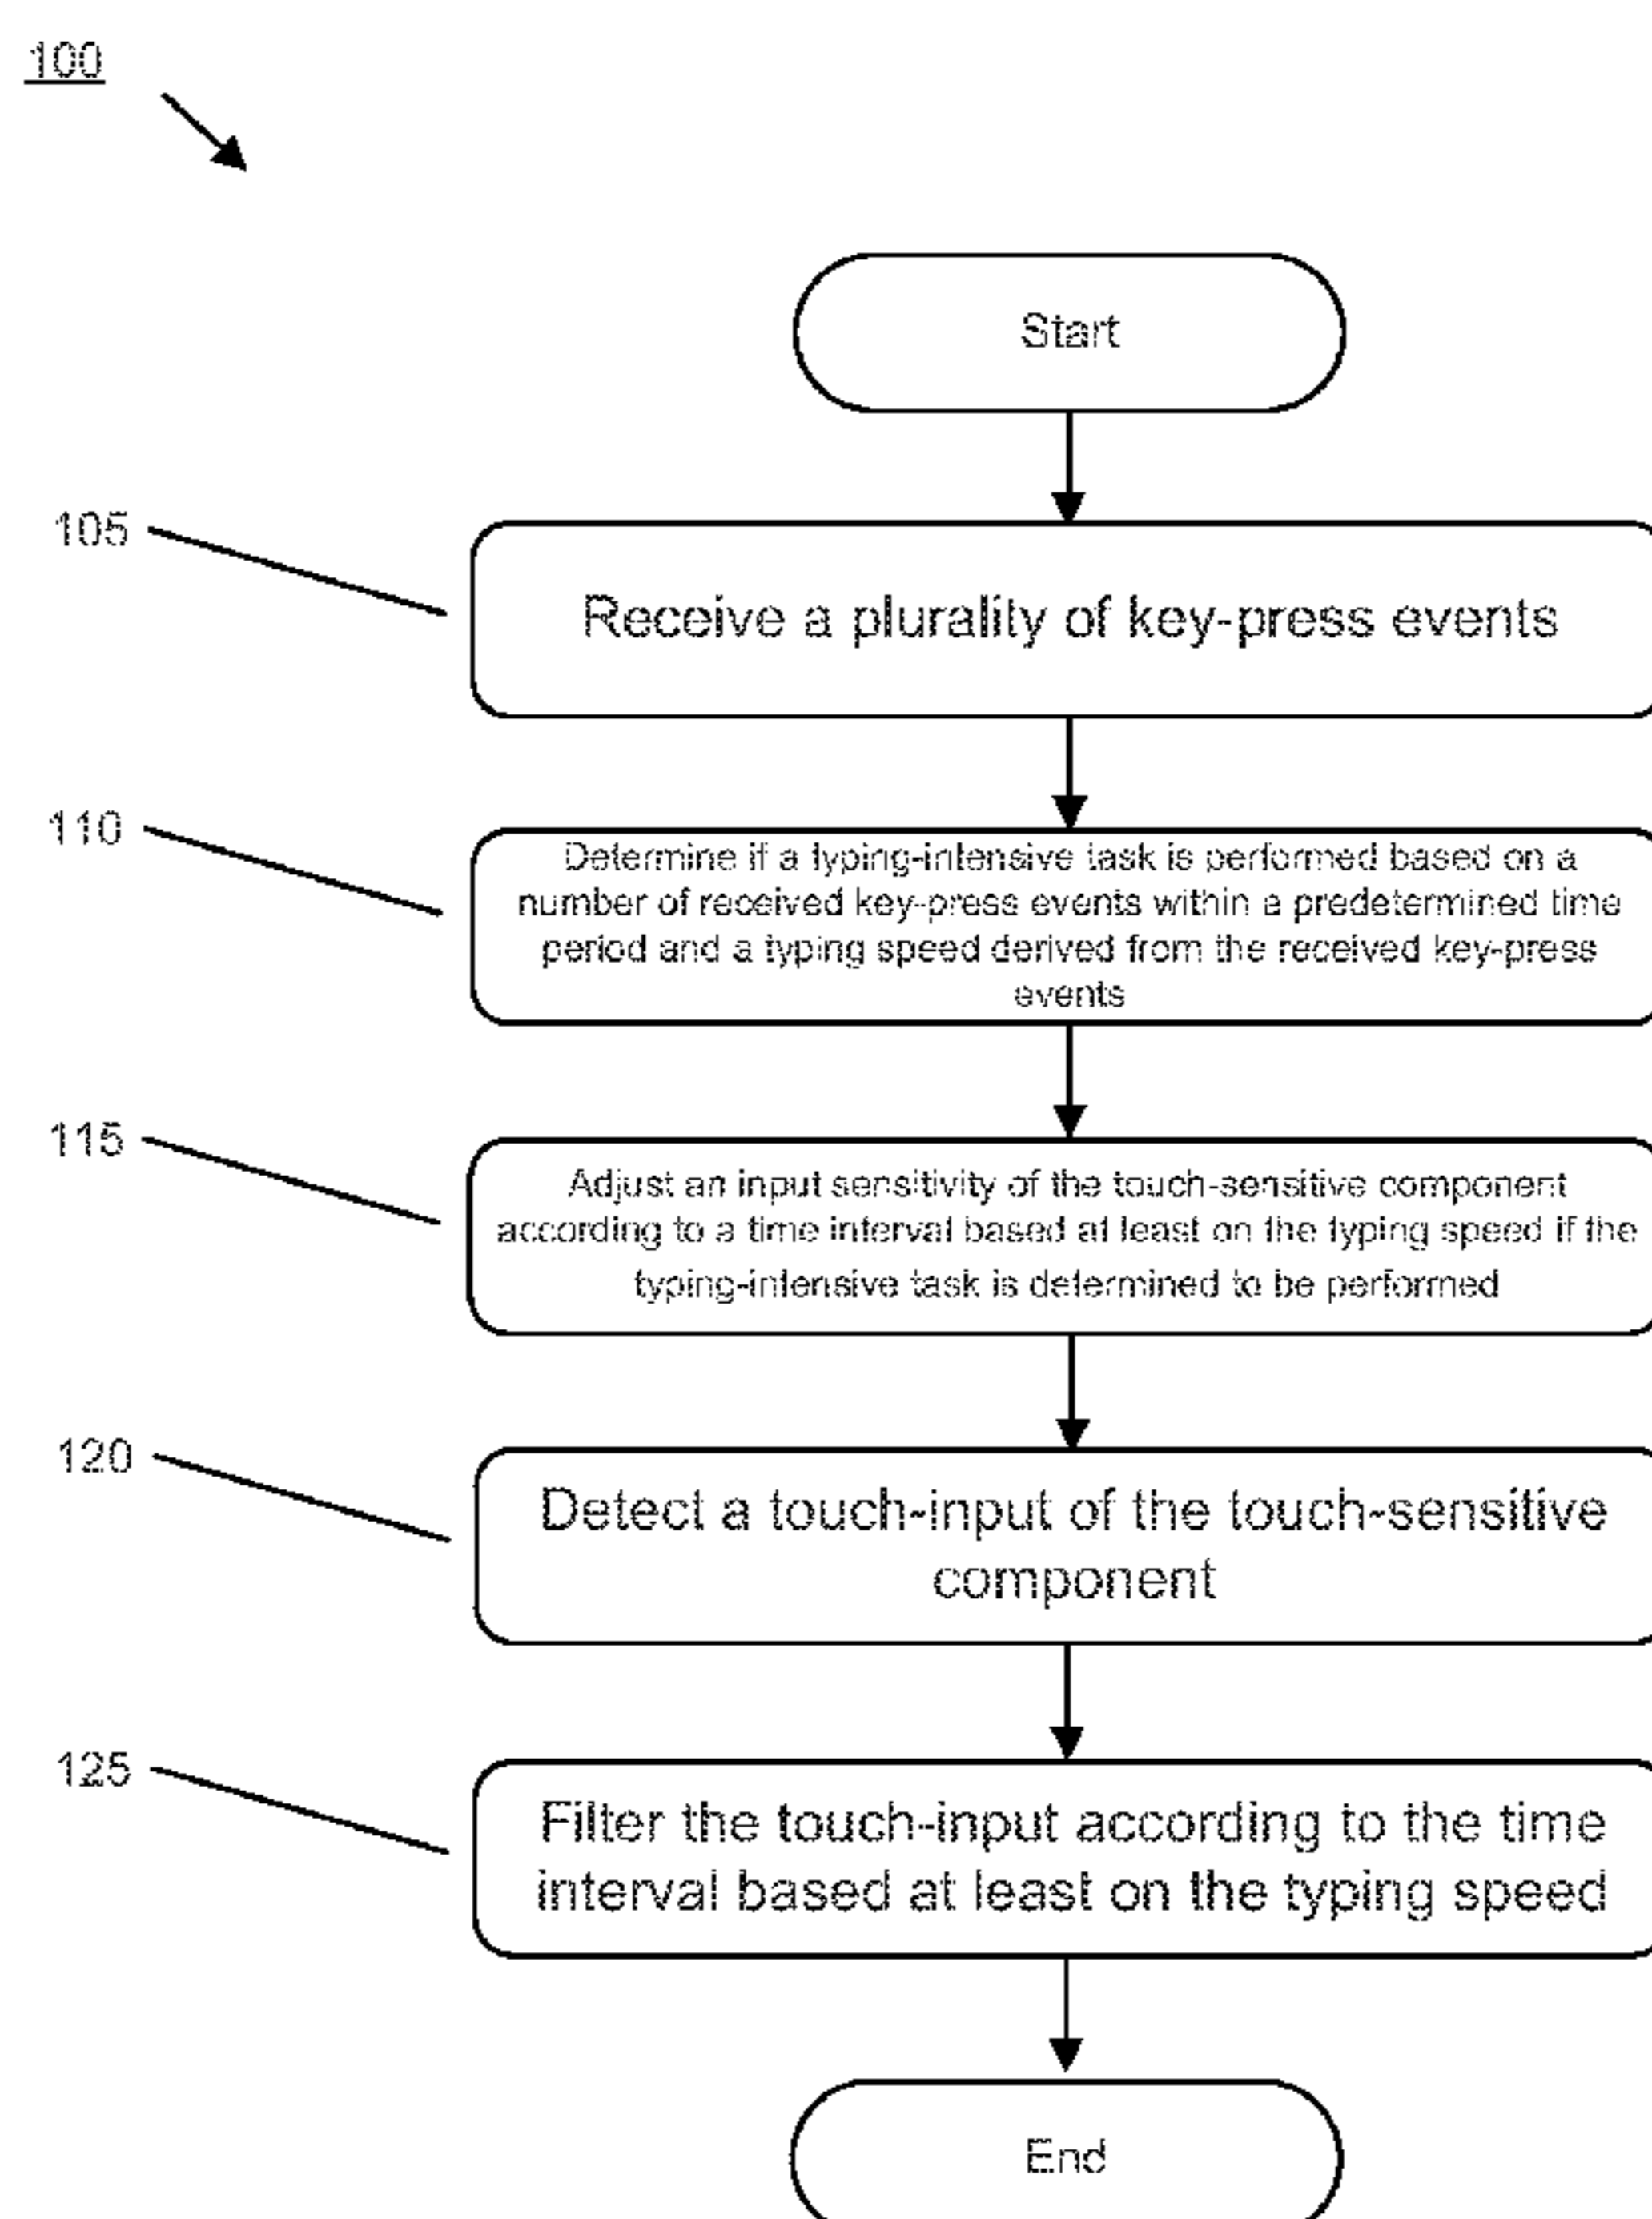 100
Start
105
Receive a plurality of key-press events
110
Determine if a typing-intensive task is performed based on a
number of received key-press events within a predetermined time
period and a typing speed derived from the received key-press
events
115
Adjust an input sensitivity of the touch-sensitive component
according to a time interval based at least on the typing speed if the
typing-intensive task is determined to be performed
120
Detect a touch-input of the touch-sensitive
component
125
Filter the touch-input according to the time
interval based at least on the typing speed
End